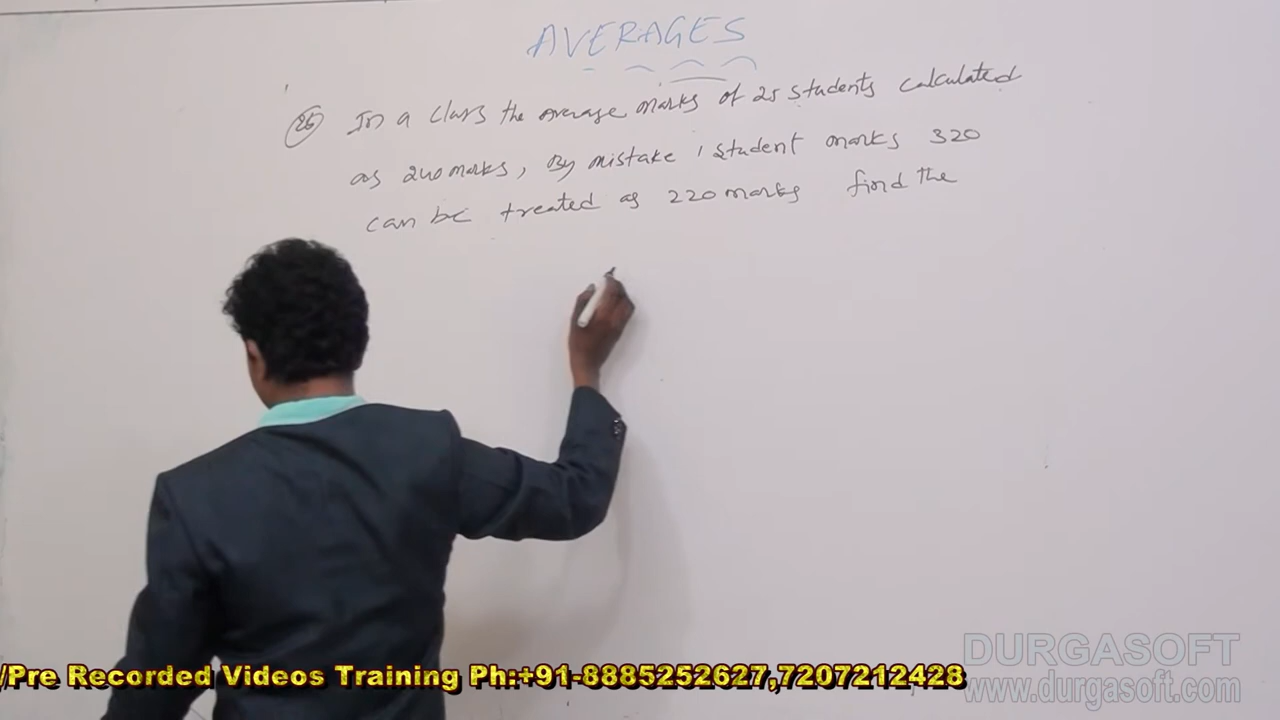 AVERAGES
26 In a class the average marks of 25 students calculated
as 240 marks, By mistake 1 student marks 320
can be treated as 220 marks find the
/Pre Recorded Videos Training Ph:+91-8885252627,7207212428
DURGASOFT
www.durgasoft.com